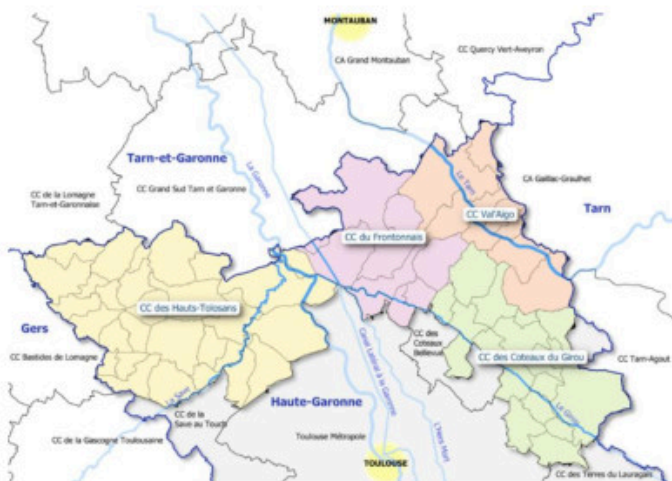 MONTAUBAN
CC Quercy Vert-Aveyron
CA Grand Montauban
Tarn-et-Garonne
La Garonne
CC de la Lomagne
Tarn-et-Garonnaise
CC Grand Sud Tarn et Garonne
Le Tarn
CA Gaillac-Graulhet
Tarn
CC Val'Aïgo
CC du Frontonnais
CC des Hauts-Tolosans
Gers
CC Bastides de Lomagne
CC des
Coteaux
Bellevue
CC des Coteaux du Girou
CC Tarn-Agout
La Save
CC de la
Save au Touch
Haute-Garonne
Canal Latéral à la Garonne
L'Hers Mort
Le Girou
CC de la Gascogne Toulousaine
Toulouse Métropole
TOULOUSE
CC des Terres du Lauragais